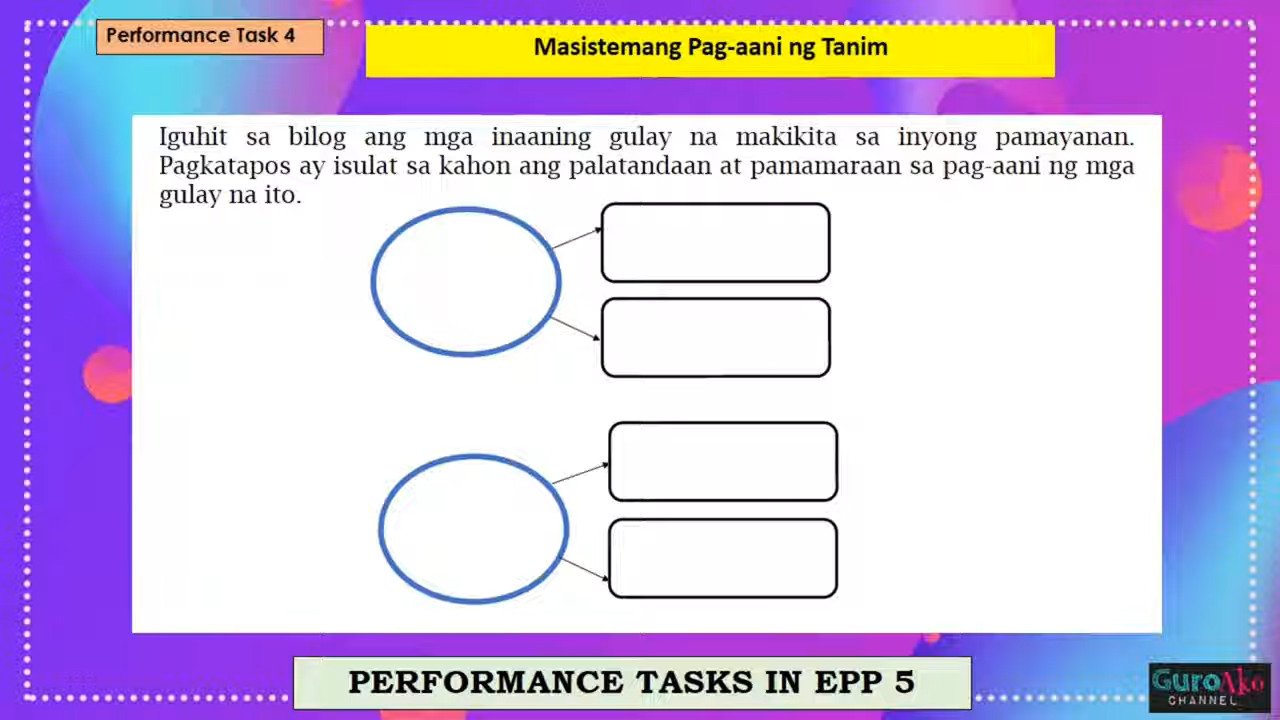 Performance Task 4
Masistemang Pag-aani ng Tanim
Iguhit sa bilog ang mga inaaning gulay na makikita sa inyong pamayanan.
Pagkatapos ay isulat sa kahon ang palatandaan at pamamaraan sa pag-aani ng mga
gulay na ito.
PERFORMANCE TASKS IN EPP 5
GuroAko
CHANNEL